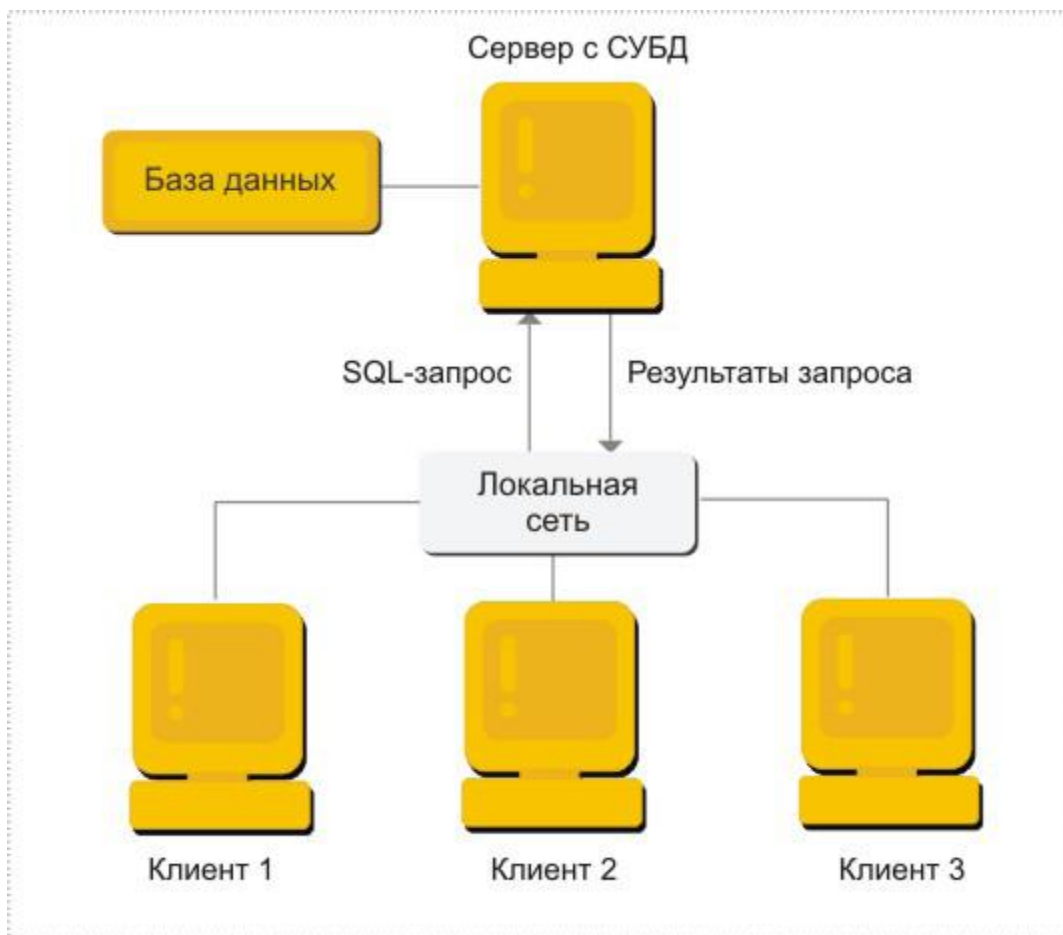 Сервер с СУБД
База данных
SQL-запрос
Результаты запроса
Локальная
сеть
Клиент 1
Клиент 2
Клиент 3